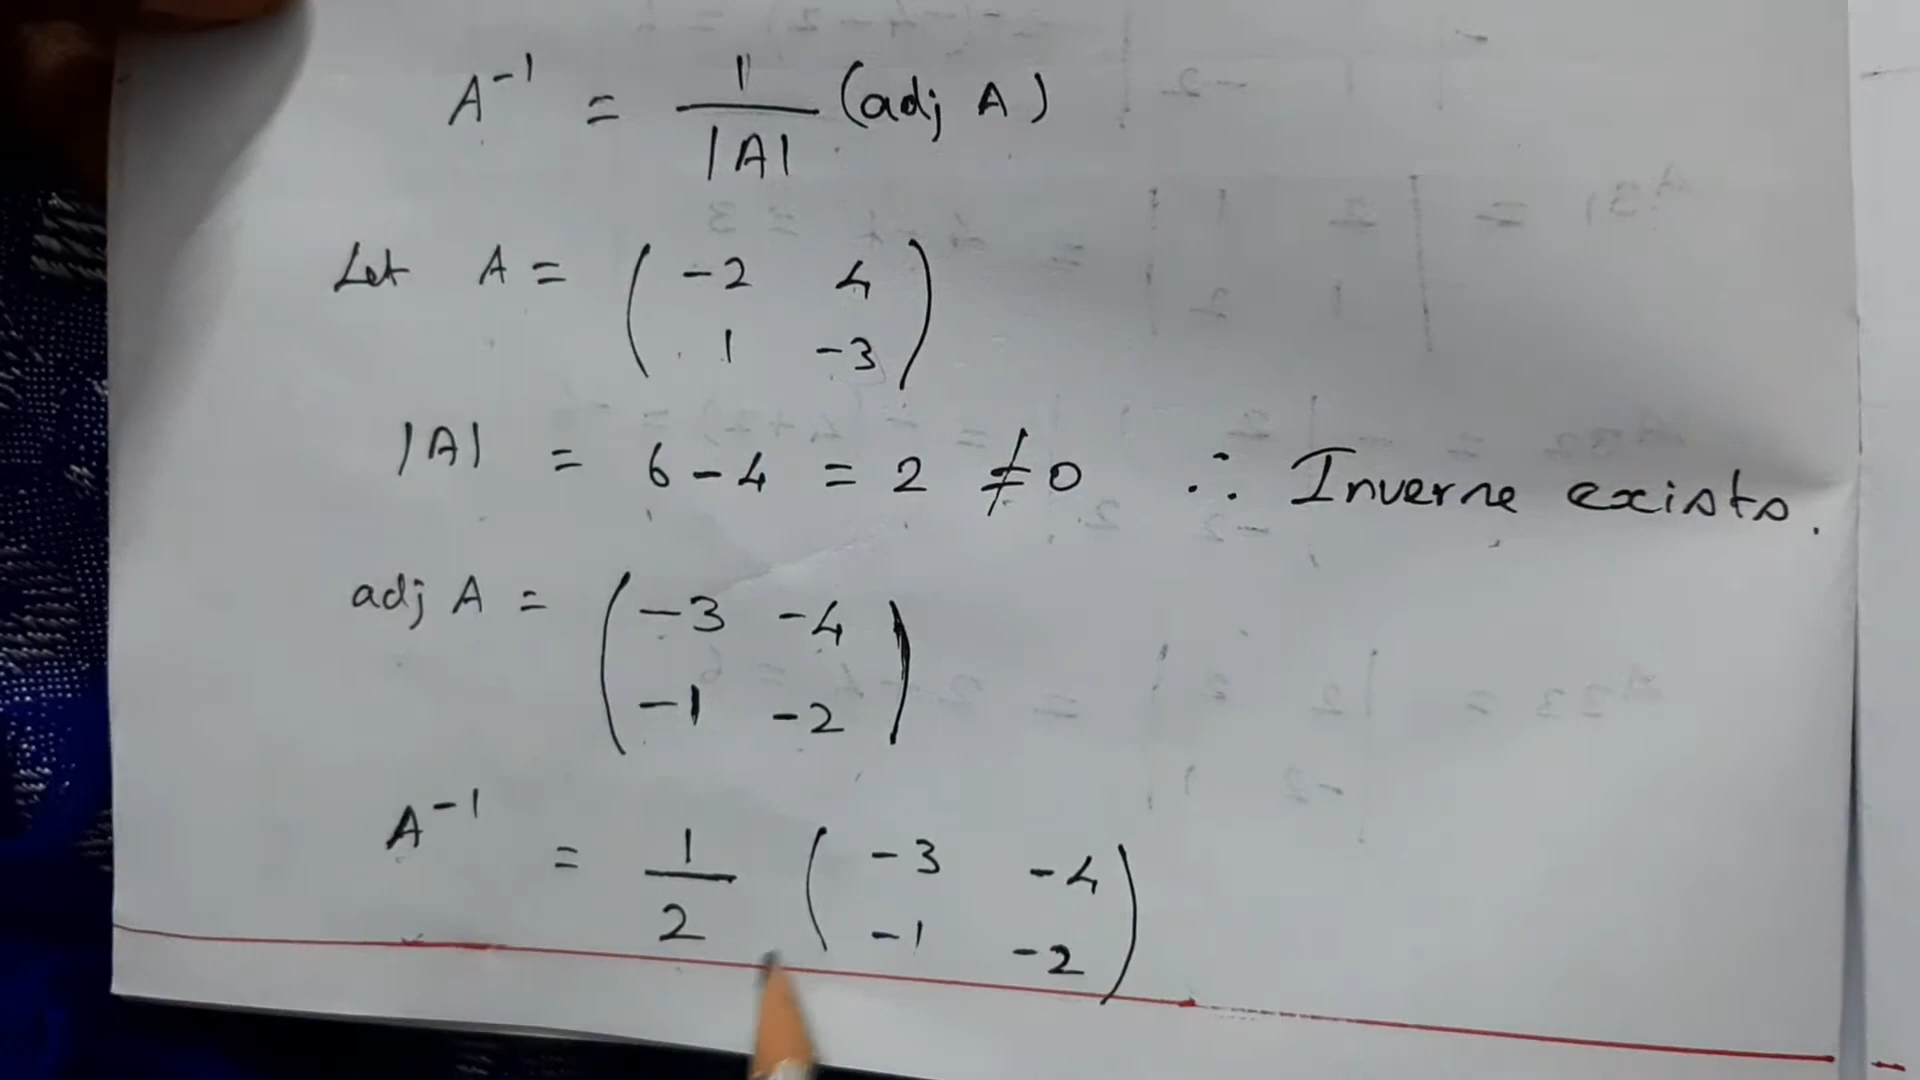 A⁻¹ = 1/|A| (adj A)
Let A = ( -2 4
1 -3 )
|A| = 6 - 4 = 2 ≠ 0 ∴ Inverse exists.
adj A = ( -3 -4
-1 -2 )
A⁻¹ = 1/2 ( -3 -4
-1 -2 )